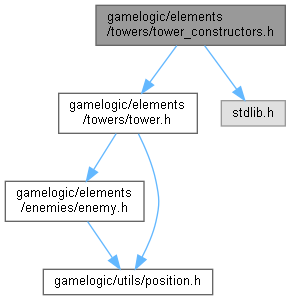 gamelogic/elements
/towers/tower_constructors.h
gamelogic/elements
/towers/tower.h
stdlib.h
gamelogic/elements
/enemies/enemy.h
gamelogic/utils/position.h